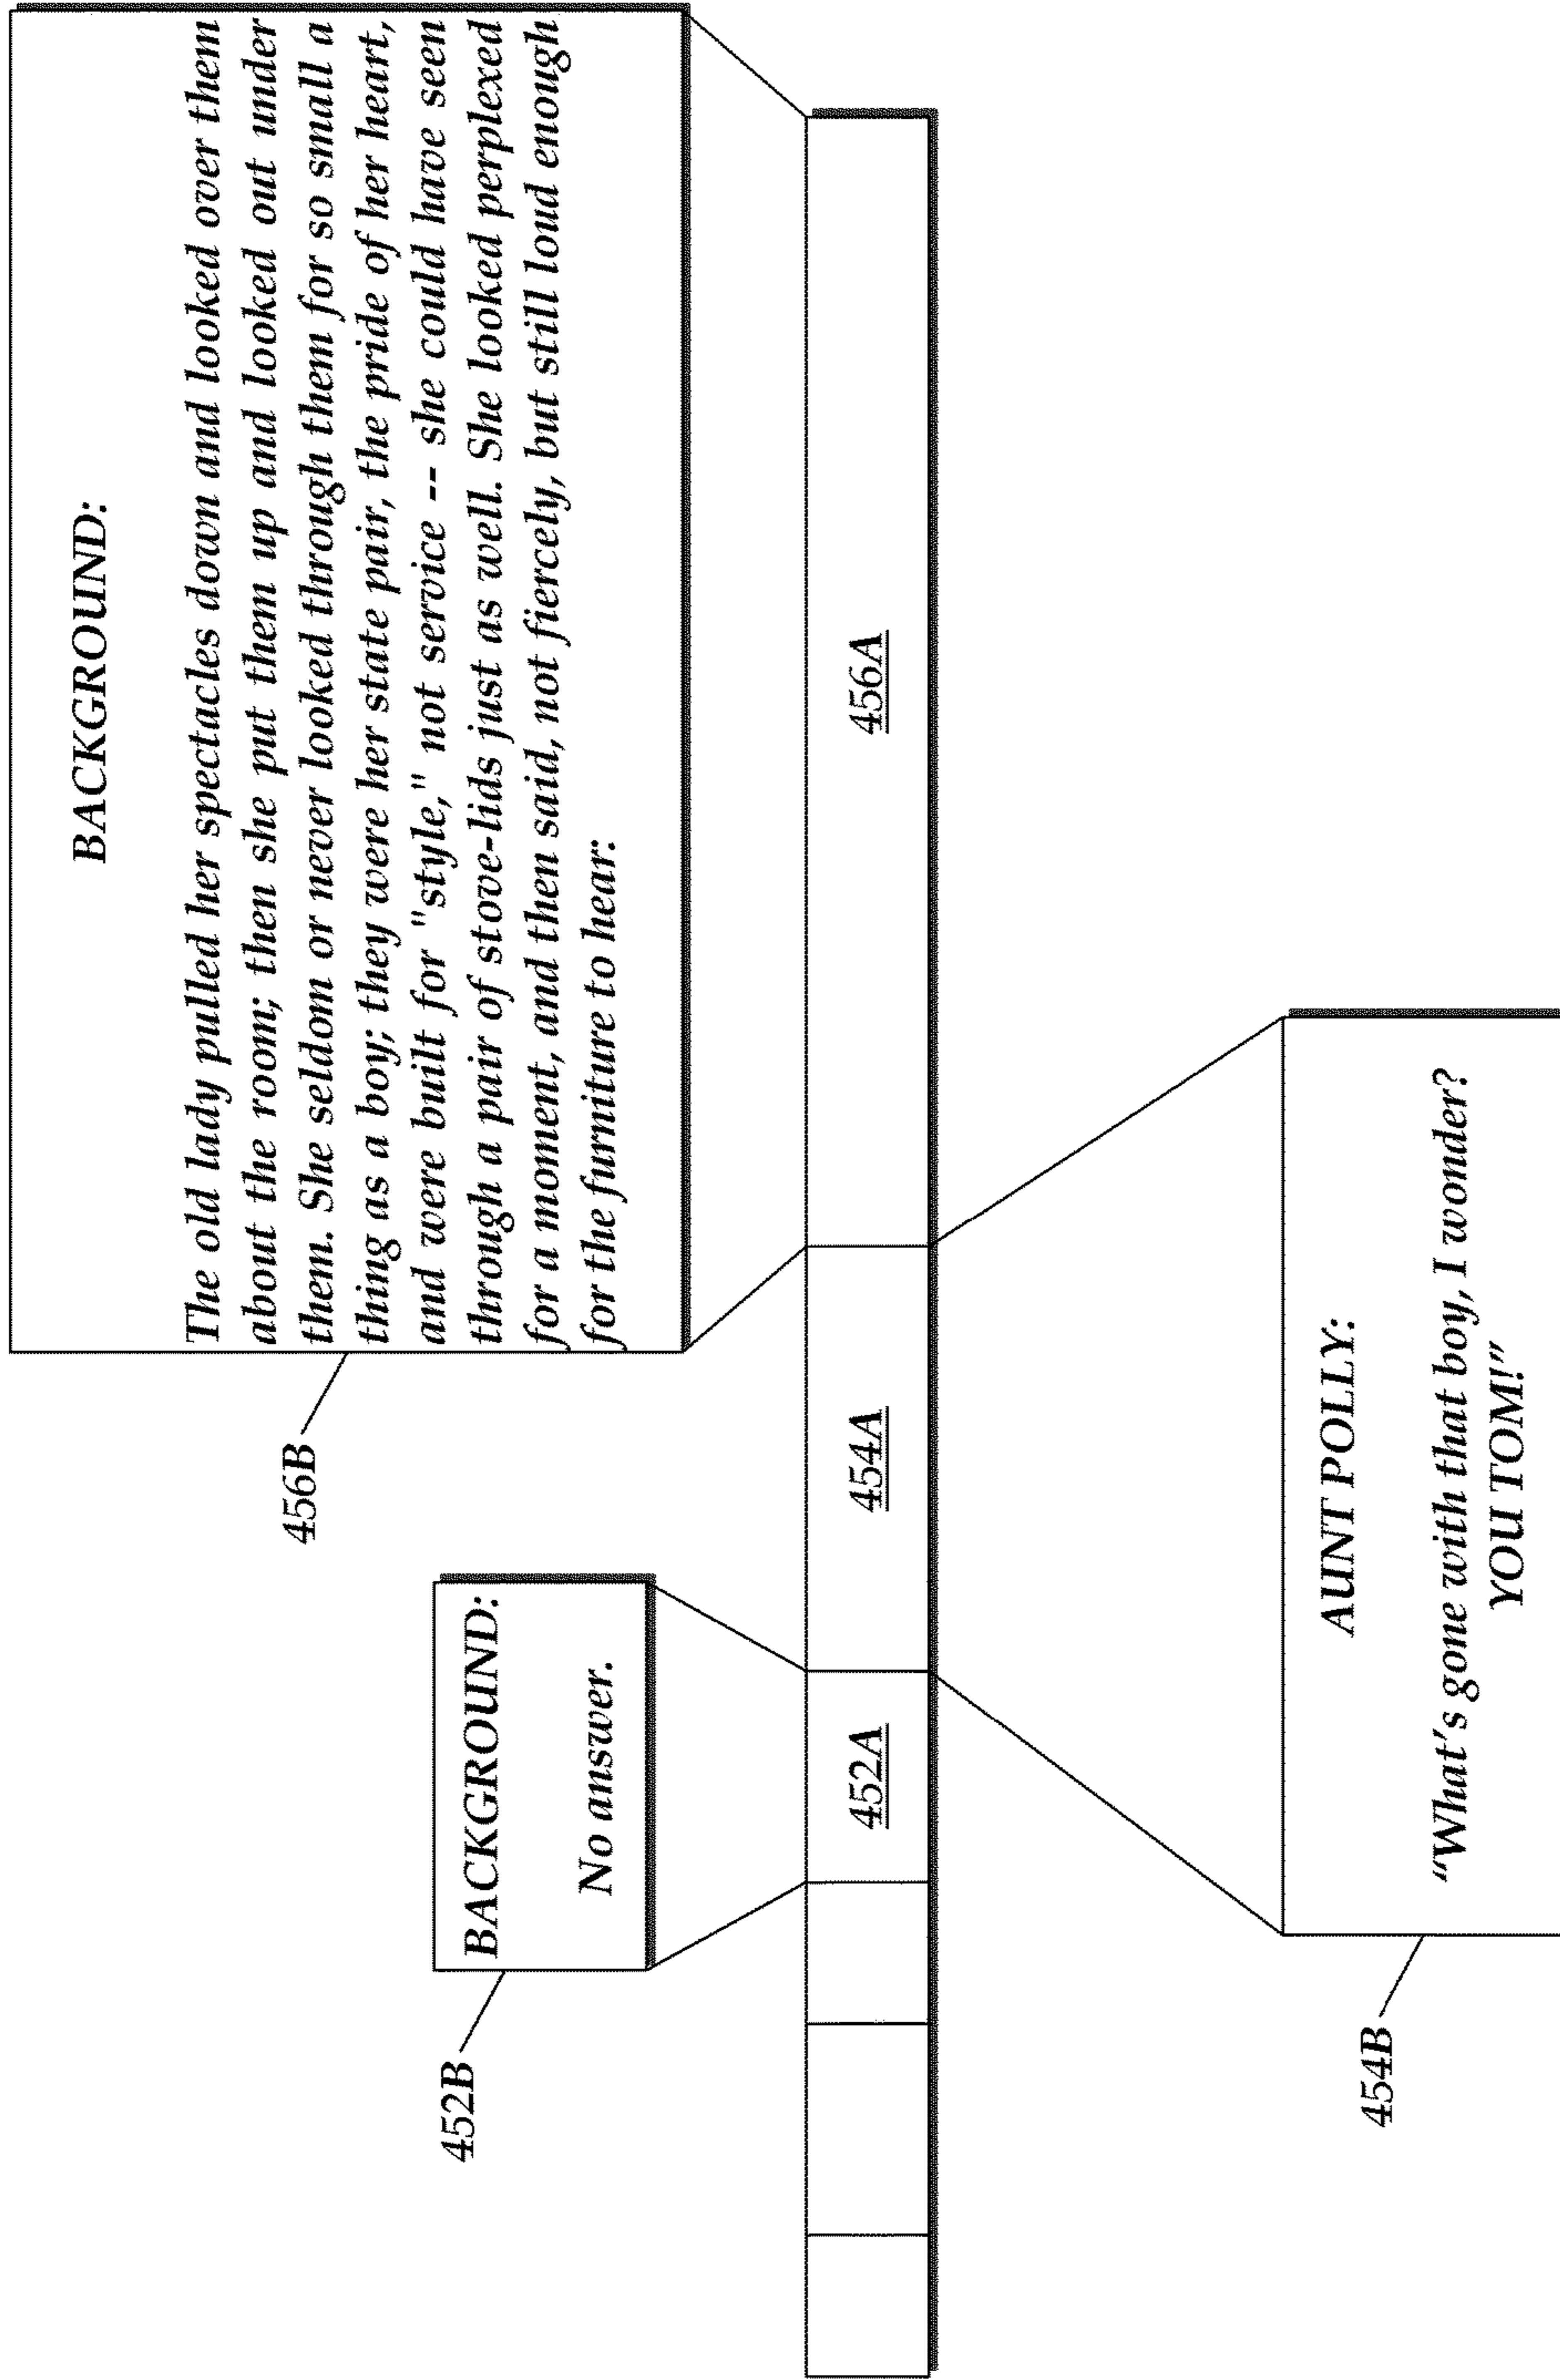 BACKGROUND:
The old lady pulled her spectacles down and looked over them
about the room; then she put them up and looked out under
them. She seldom or never looked through them for so small a
thing as a boy; they were her state pair, the pride of her heart,
and were built for "style," not service -- she could have seen
through a pair of stove-lids just as well. She looked perplexed
for a moment, and then said, not fiercely, but still loud enough
for the furniture to hear:
456B
BACKGROUND:
No answer.
452B
452A
454A
456A
AUNT POLLY:
“What's gone with that boy, I wonder?
YOU TOM!”
454B